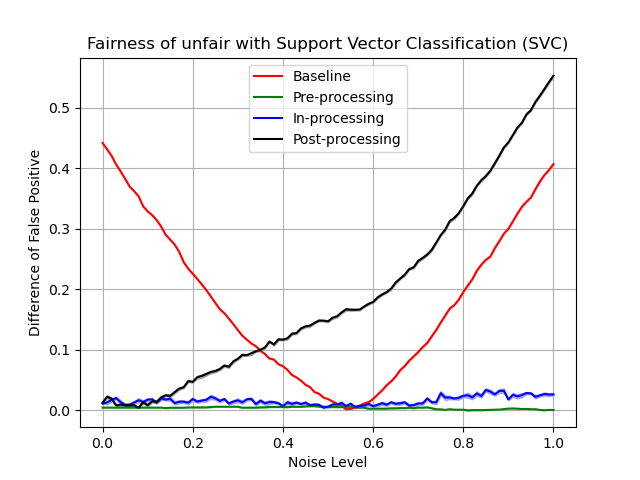 Fairness of unfair with Support Vector Classification (SVC)
Baseline
Pre-processing
In-processing
Post-processing
Difference of False Positive
0.5
0.4
0.3
0.2
0.1
0.0
0.0 0.2 0.4 0.6 0.8 1.0
Noise Level